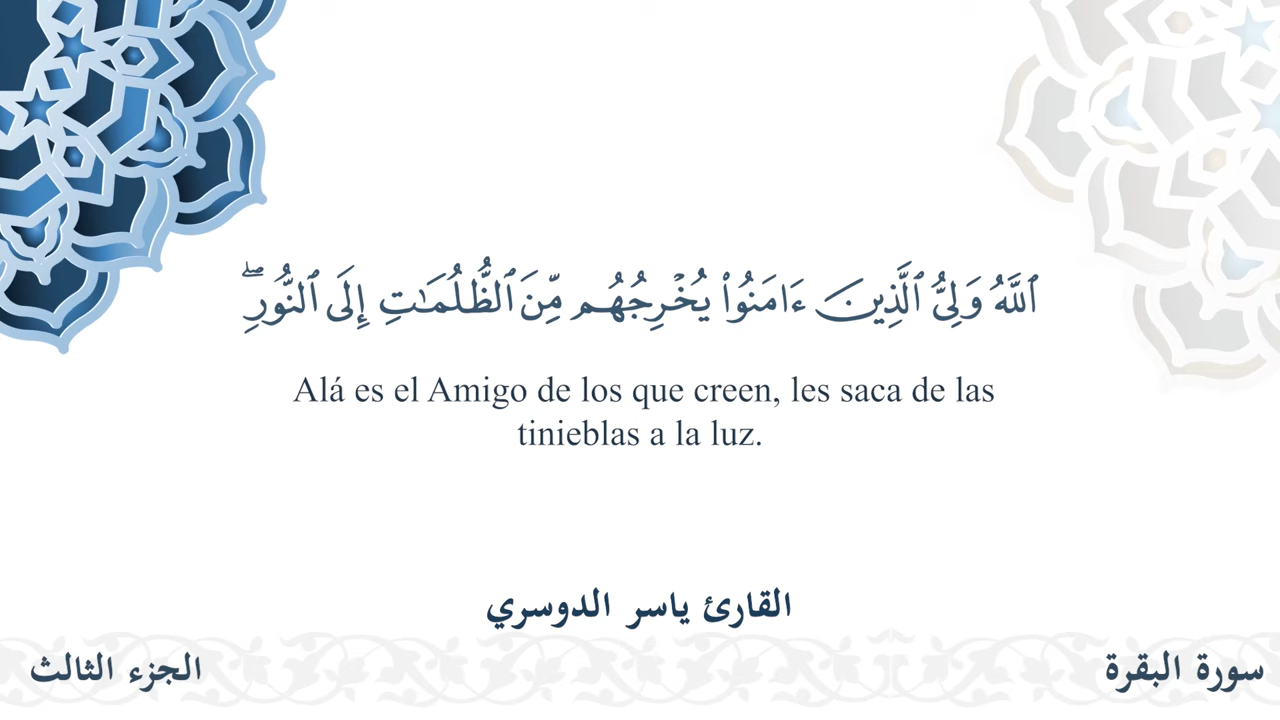 ٱللَّهُ وَلِىُّ ٱلَّذِينَ ءَامَنُوا۟ يُخْرِجُهُم مِّنَ ٱلظُّلُمَـٰتِ إِلَى ٱلنُّورِ ۖ
Alá es el Amigo de los que creen, les saca de las
tinieblas a la luz.
القارئ ياسر الدوسري
سورة البقرة
الجزء الثالث